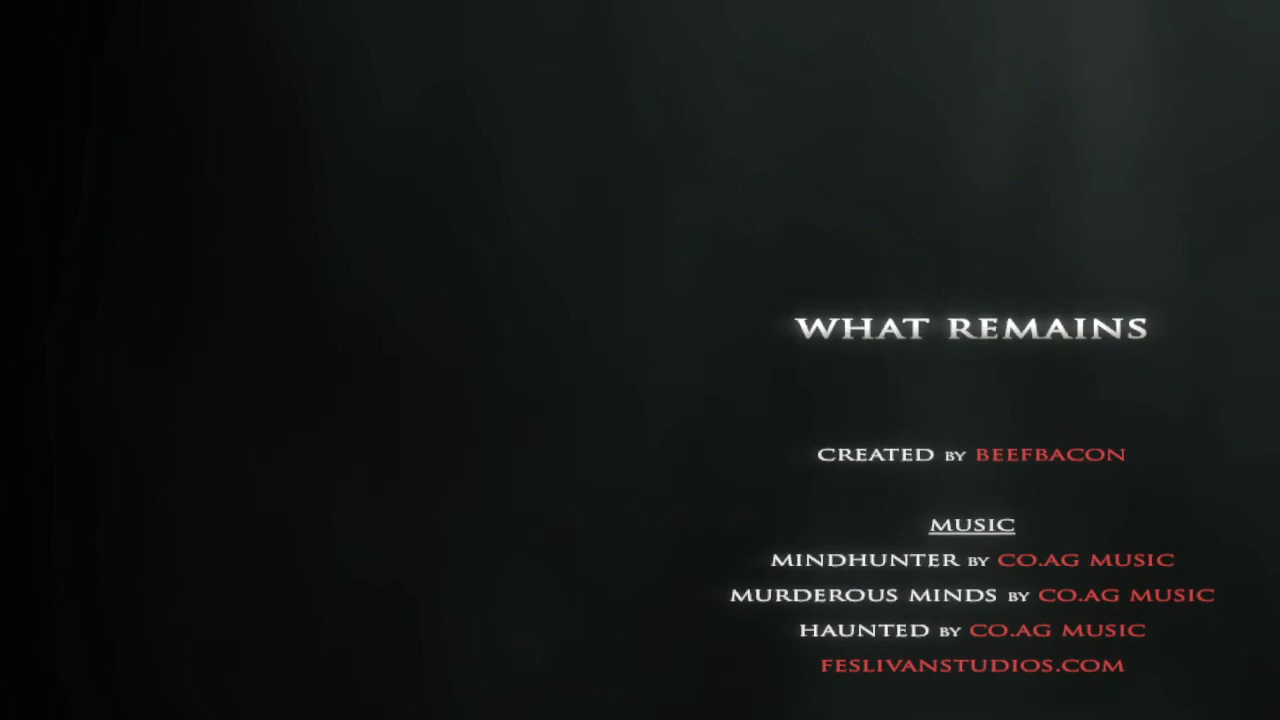 WHAT REMAINS
CREATED BY BEEFBACON
MUSIC
MINDHUNTER BY CO.AG MUSIC
MURDEROUS MINDS BY CO.AG MUSIC
HAUNTED BY CO.AG MUSIC
FESLIVANSTUDIOS.COM